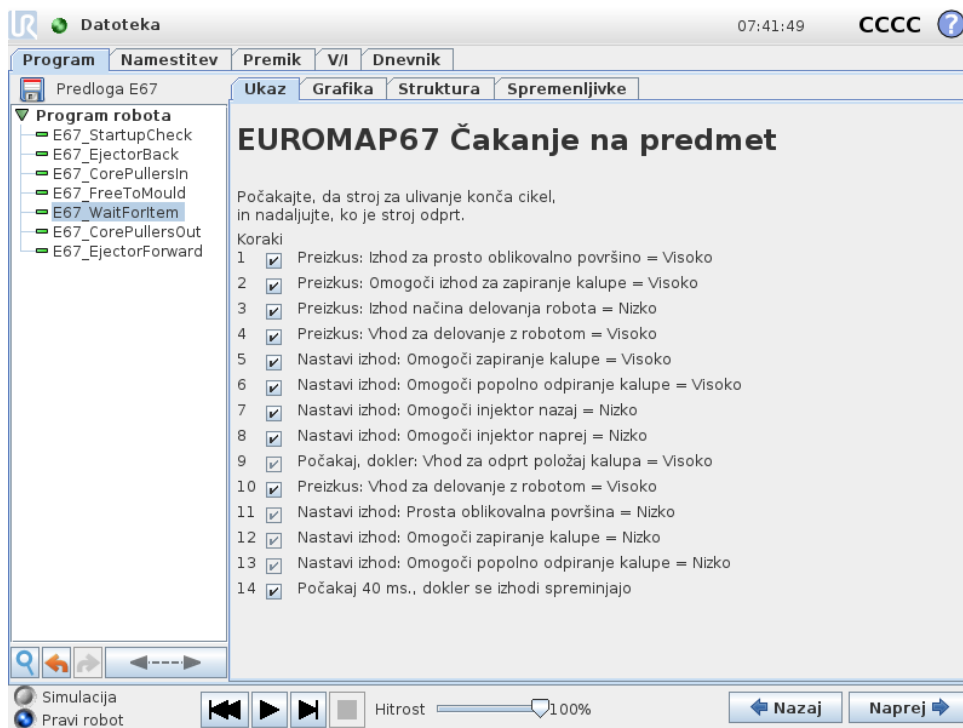 UR Datoteka 07:41:49 CCCC ?
Program Namestitev Premik V/I Dnevnik
Predloga E67
Ukaz Grafika Struktura Spremenljivke
Program robota
E67_StartupCheck
E67_EjectorBack
E67_CorePullersIn
E67_FreeToMould
E67_WaitForItem
E67_CorePullersOut
E67_EjectorForward
EUROMAP67 Čakanje na predmet
Počakajte, da stroj za ulivanje konča cikel,
in nadaljujte, ko je stroj odprt.
Koraki
1 Preizkus: Izhod za prosto oblikovalno površino = Visoko
2 Preizkus: Omogoči izhod za zapiranje kalupe = Visoko
3 Preizkus: Izhod načina delovanja robota = Nizko
4 Preizkus: Vhod za delovanje z robotom = Visoko
5 Nastavi izhod: Omogoči zapiranje kalupe = Visoko
6 Nastavi izhod: Omogoči popolno odpiranje kalupe = Visoko
7 Nastavi izhod: Omogoči injektor nazaj = Nizko
8 Nastavi izhod: Omogoči injektor naprej = Nizko
9 Počakaj, dokler: Vhod za odprt položaj kalupa = Visoko
10 Preizkus: Vhod za delovanje z robotom = Visoko
11 Nastavi izhod: Prosta oblikovalna površina = Nizko
12 Nastavi izhod: Omogoči zapiranje kalupe = Nizko
13 Nastavi izhod: Omogoči popolno odpiranje kalupe = Nizko
14 Počakaj 40 ms., dokler se izhodi spreminjajo
Simulacija
Pravi robot
Hitrost 100%
Nazaj Naprej